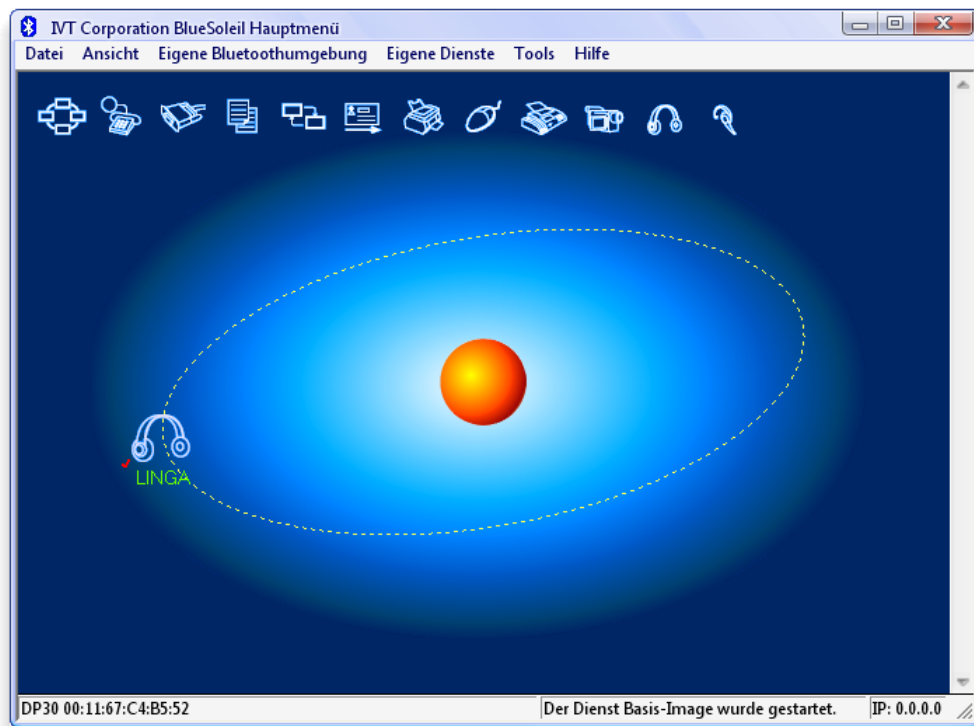 IVT Corporation BlueSoleil Hauptmenü
Datei Ansicht Eigene Bluetoothumgebung Eigene Dienste Tools Hilfe
LINGA
DP30 00:11:67:C4:B5:52 Der Dienst Basis-Image wurde gestartet. IP: 0.0.0.0